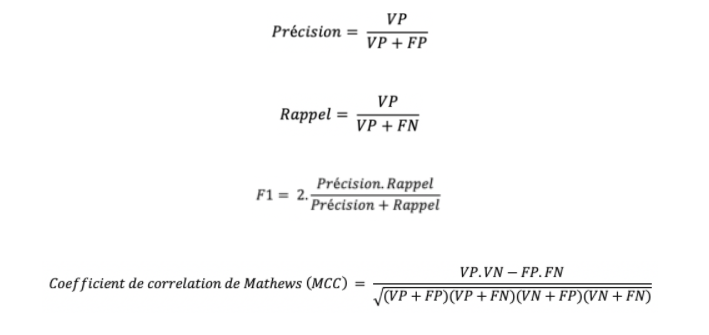 Précision = VP / (VP + FP)
Rappel = VP / (VP + FN)
F1 = 2. (Précision. Rappel) / (Précision + Rappel)
Coefficient de correlation de Mathews (MCC) = (VP. VN − FP. FN) / √((VP + FP)(VP + FN)(VN + FP)(VN + FN))